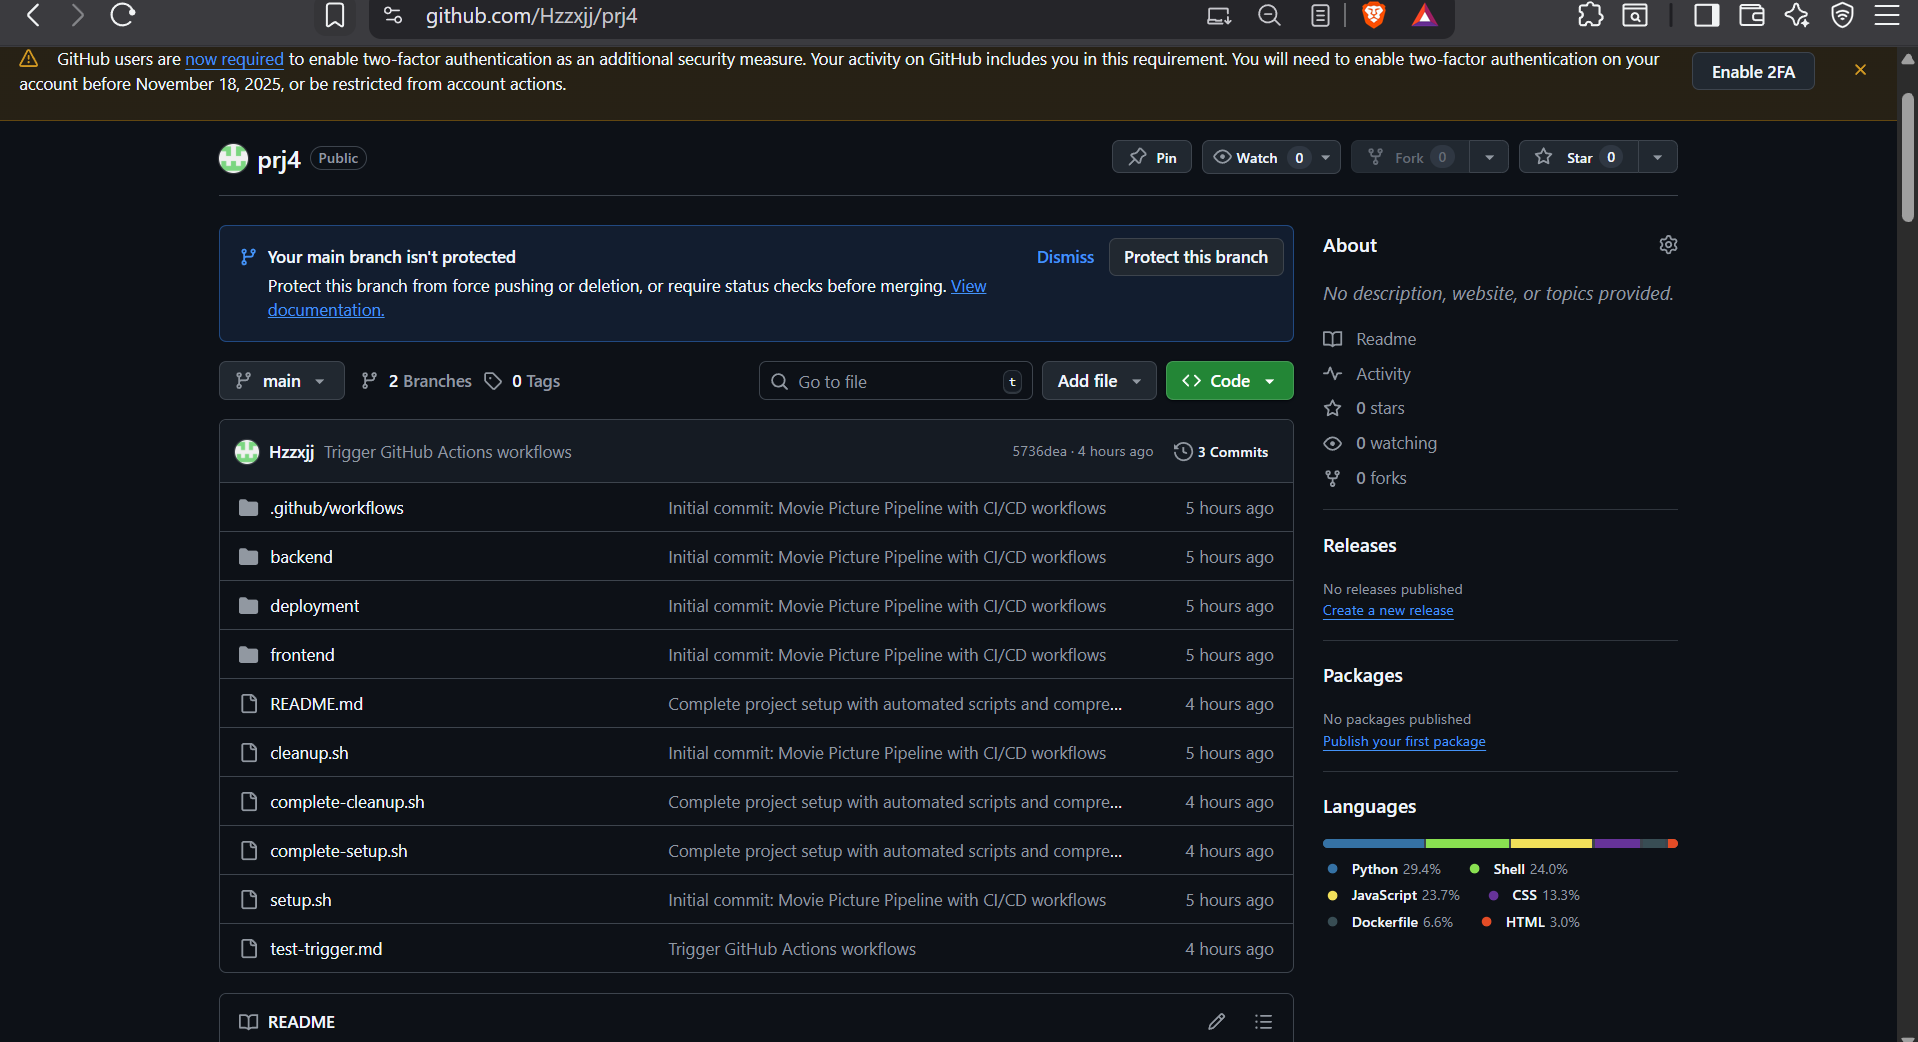 github.com/Hzzxjj/prj4
GitHub users are now required to enable two-factor authentication as an additional security measure. Your activity on GitHub includes you in this requirement. You will need to enable two-factor authentication on your
account before November 18, 2025, or be restricted from account actions.
Enable 2FA
prj4 Public
Pin
Watch 0
Fork 0
Star 0
Your main branch isn't protected
Protect this branch from force pushing or deletion, or require status checks before merging. View
documentation.
Dismiss
Protect this branch
main
2 Branches
0 Tags
Go to file
t
Add file
Code
Hzzxjj Trigger GitHub Actions workflows
5736dea · 4 hours ago
3 Commits
.github/workflows Initial commit: Movie Picture Pipeline with CI/CD workflows 5 hours ago
backend Initial commit: Movie Picture Pipeline with CI/CD workflows 5 hours ago
deployment Initial commit: Movie Picture Pipeline with CI/CD workflows 5 hours ago
frontend Initial commit: Movie Picture Pipeline with CI/CD workflows 5 hours ago
README.md Complete project setup with automated scripts and compre... 4 hours ago
cleanup.sh Initial commit: Movie Picture Pipeline with CI/CD workflows 5 hours ago
complete-cleanup.sh Complete project setup with automated scripts and compre... 4 hours ago
complete-setup.sh Complete project setup with automated scripts and compre... 4 hours ago
setup.sh Initial commit: Movie Picture Pipeline with CI/CD workflows 5 hours ago
test-trigger.md Trigger GitHub Actions workflows 4 hours ago
README
About
No description, website, or topics provided.
Readme
Activity
0 stars
0 watching
0 forks
Releases
No releases published
Create a new release
Packages
No packages published
Publish your first package
Languages
Python 29.4% Shell 24.0%
JavaScript 23.7% CSS 13.3%
Dockerfile 6.6% HTML 3.0%